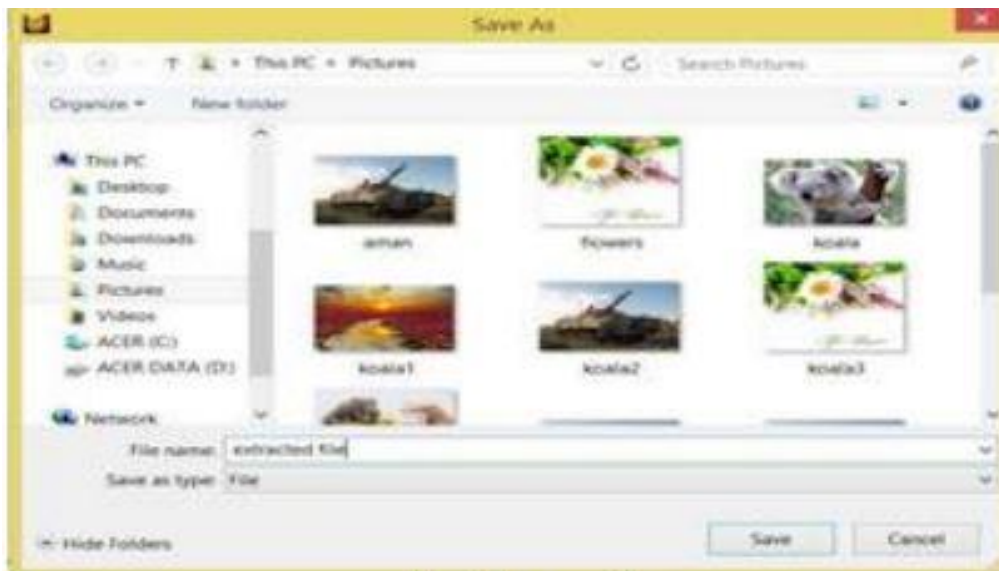 Save As
This PC Pictures
Search Pictures
Organize
New folder
This PC
Desktop
Documents
Downloads
Music
Pictures
Videos
ACER (C:)
ACER DATA (D:)
Network
aman
flowers
koala
koala1
koala2
koala3
File name: extracted file
Save as type: File
Hide Folders
Save
Cancel